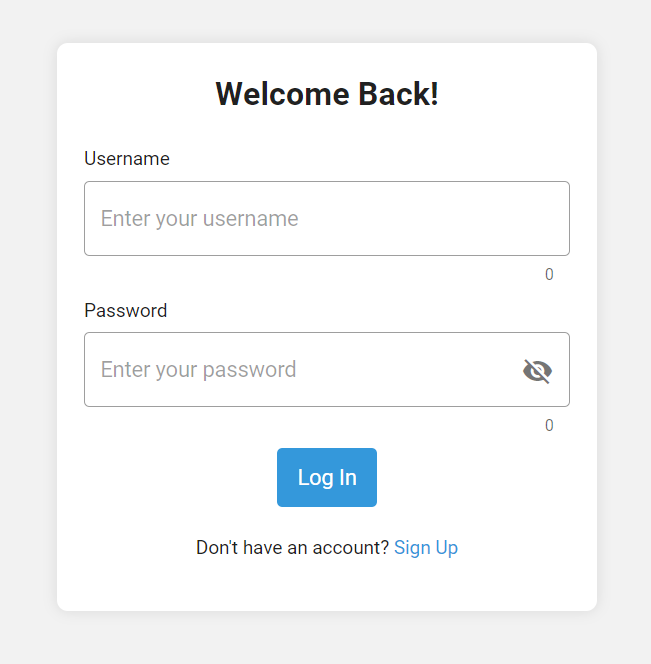 Welcome Back!
Username
Enter your username
0
Password
Enter your password
0
Log In
Don't have an account? Sign Up